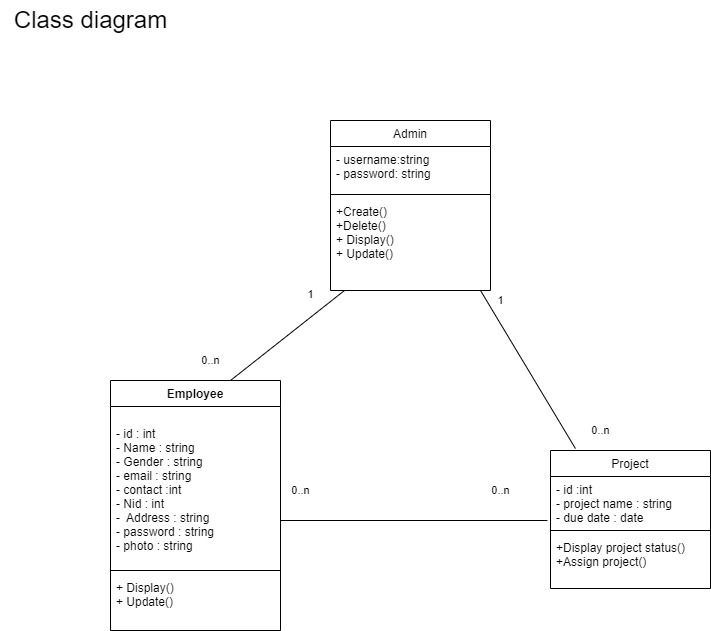 Class diagram
Admin
- username:string
- password: string
+Create()
+Delete()
+ Display()
+ Update()
1
1
0..n
Employee
- id : int
- Name : string
- Gender : string
- email : string
- contact :int
- Nid : int
-  Address : string
- password : string
- photo : string
+ Display()
+ Update()
0..n
0..n
0..n
Project
- id :int
- project name : string
- due date : date
+Display project status()
+Assign project()